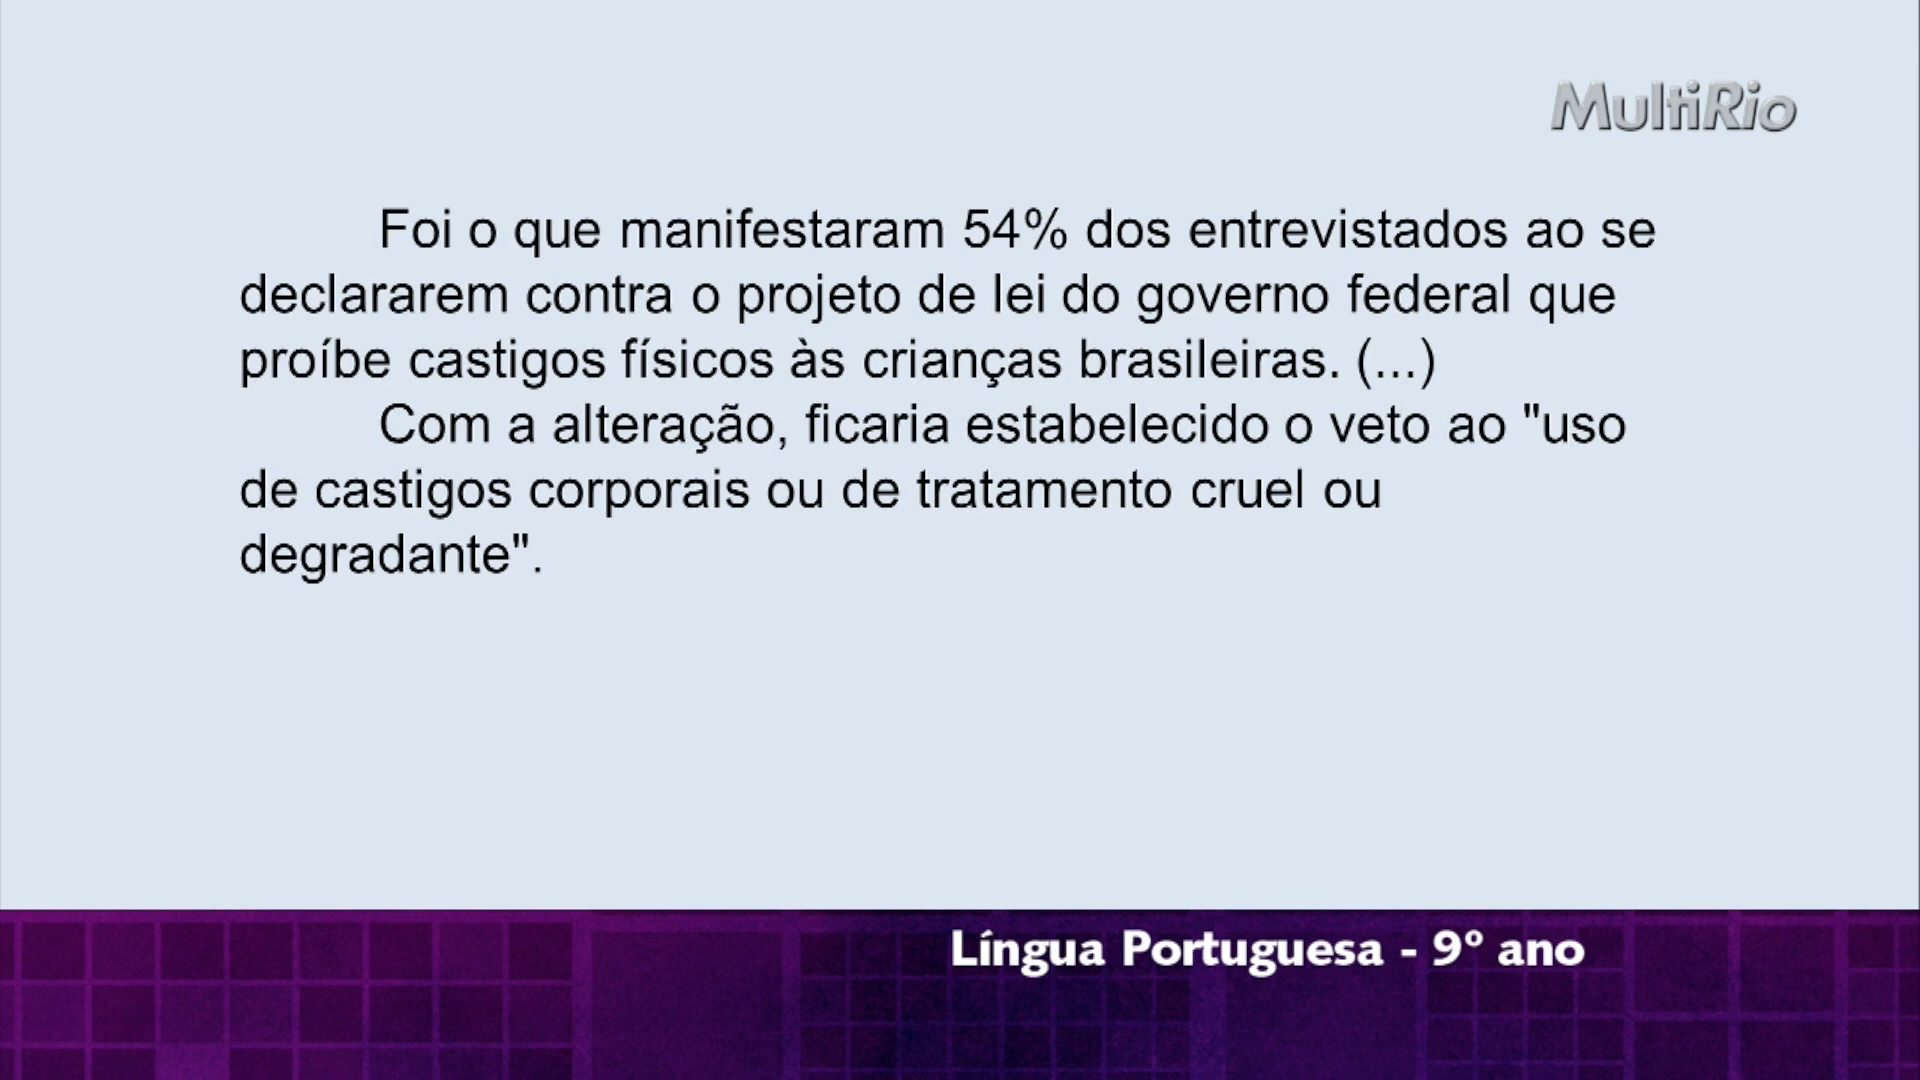 MultiRio
Foi o que manifestaram 54% dos entrevistados ao se
declararem contra o projeto de lei do governo federal que
proíbe castigos físicos às crianças brasileiras. (...)
Com a alteração, ficaria estabelecido o veto ao "uso
de castigos corporais ou de tratamento cruel ou
degradante".
Língua Portuguesa - 9º ano